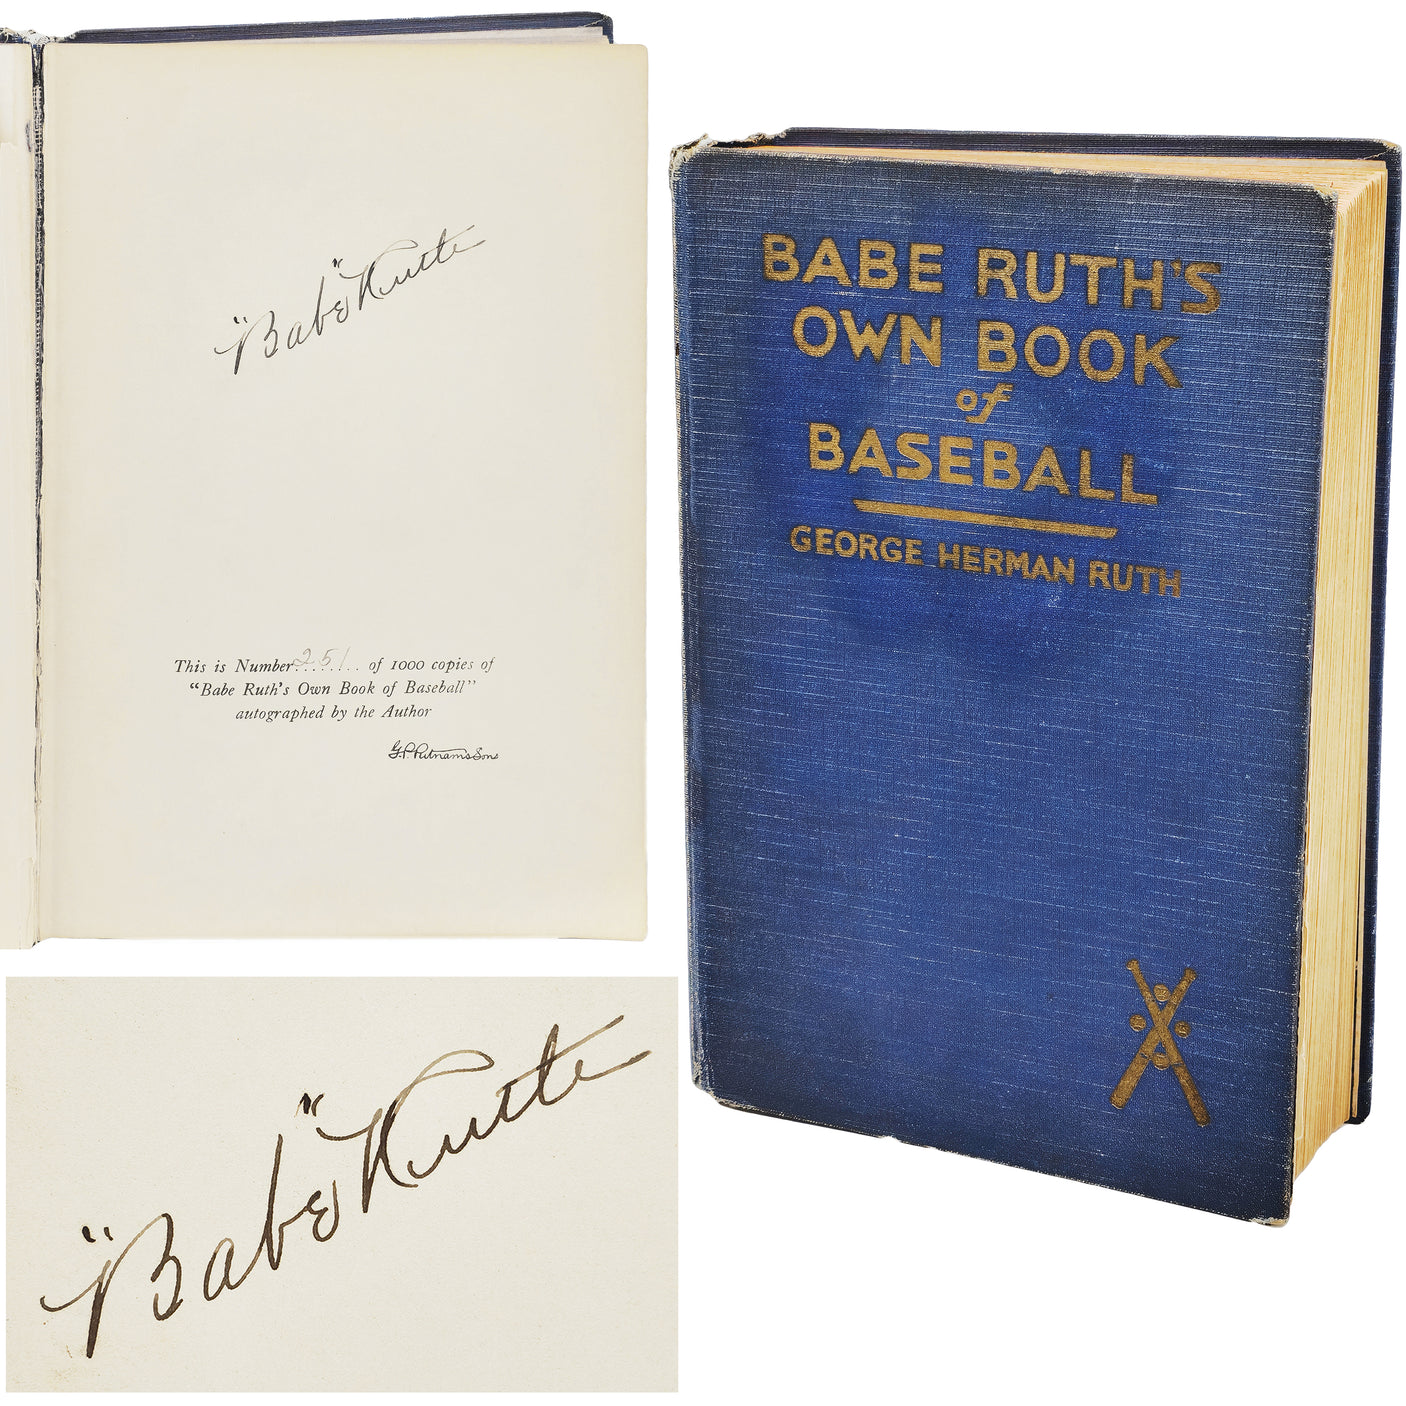 "Babe" Ruth
This is Number..251.. of 1000 copies of
"Babe Ruth's Own Book of Baseball"
autographed by the Author
G.P. Putnam's Sons
"Babe" Ruth
BABE RUTH'S
OWN BOOK
of
BASEBALL
GEORGE HERMAN RUTH